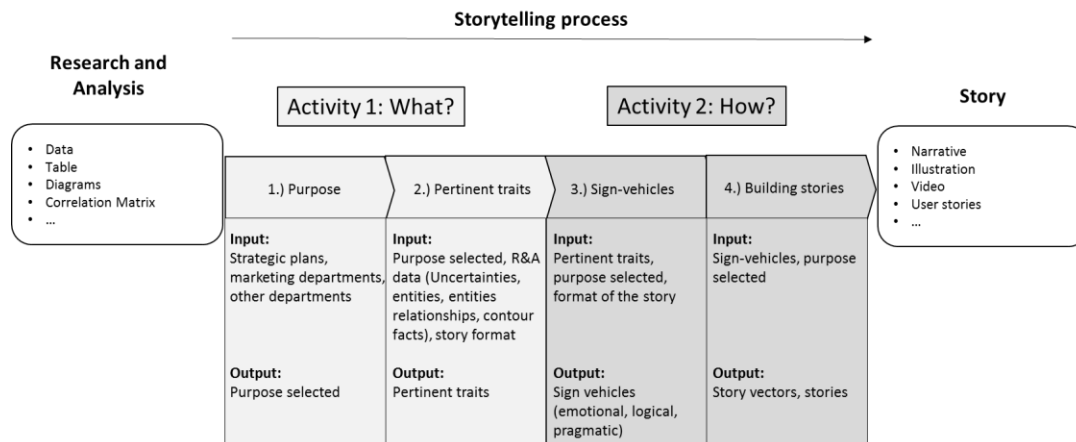 Storytelling process
Research and
Analysis
Activity 1: What?
Activity 2: How?
Story
• Data
• Table
• Diagrams
• Correlation Matrix
• ...
1.) Purpose
2.) Pertinent traits
3.) Sign-vehicles
4.) Building stories
• Narrative
• Illustration
• Video
• User stories
• ...
Input:
Strategic plans,
marketing departments,
other departments
Output:
Purpose selected
Input:
Purpose selected, R&A
data (Uncertainties,
entities, entities
relationships, contour
facts), story format
Output:
Pertinent traits
Input:
Pertinent traits,
purpose selected,
format of the story
Output:
Sign vehicles
(emotional, logical,
pragmatic)
Input:
Sign-vehicles, purpose
selected
Output:
Story vectors, stories